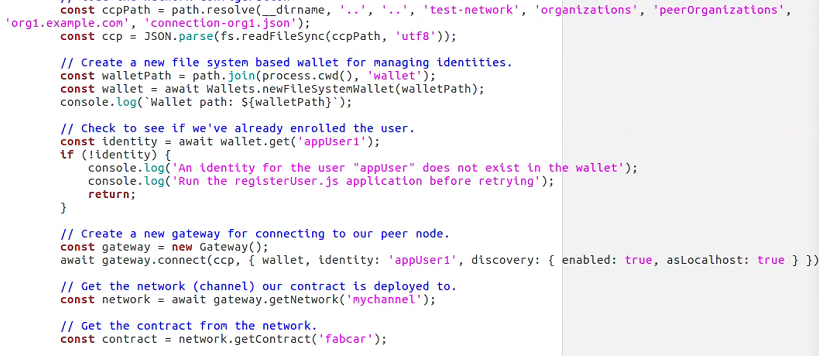 const ccpPath = path.resolve(__dirname, '..', '..', 'test-network', 'organizations', 'peerOrganizations',
'org1.example.com', 'connection-org1.json');
const ccp = JSON.parse(fs.readFileSync(ccpPath, 'utf8'));
// Create a new file system based wallet for managing identities.
const walletPath = path.join(process.cwd(), 'wallet');
const wallet = await Wallets.newFileSystemWallet(walletPath);
console.log(`Wallet path: ${walletPath}`);
// Check to see if we've already enrolled the user.
const identity = await wallet.get('appUser1');
if (!identity) {
console.log('An identity for the user "appUser" does not exist in the wallet');
console.log('Run the registerUser.js application before retrying');
return;
}
// Create a new gateway for connecting to our peer node.
const gateway = new Gateway();
await gateway.connect(ccp, { wallet, identity: 'appUser1', discovery: { enabled: true, asLocalhost: true } })
// Get the network (channel) our contract is deployed to.
const network = await gateway.getNetwork('mychannel');
// Get the contract from the network.
const contract = network.getContract('fabcar');